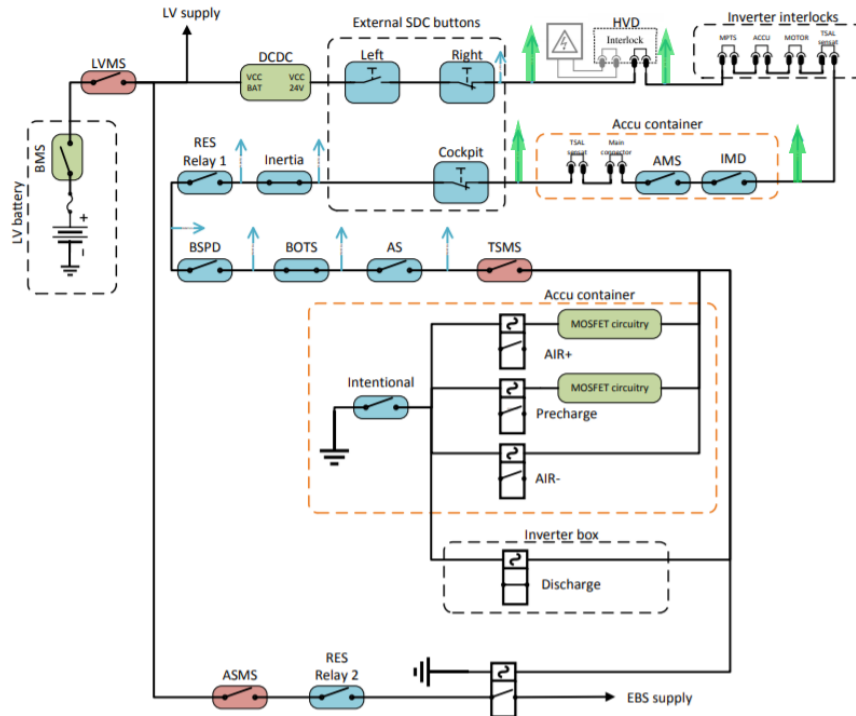 LV supply
External SDC buttons
HVD
Inverter interlocks
LVMS
DCDC
VCC VCC
BAT 24V
Left
Right
Interlock
MPTS
ACCU
MOTOR
TSAL
sensat
BMS
LV battery
+
-
RES
Relay 1
Inertia
Cockpit
Accu container
TSAL
sensat
Main
connector
AMS
IMD
BSPD
BOTS
AS
TSMS
Accu container
MOSFET circuitry
AIR+
Intentional
MOSFET circuitry
Precharge
AIR-
Inverter box
Discharge
ASMS
RES
Relay 2
EBS supply